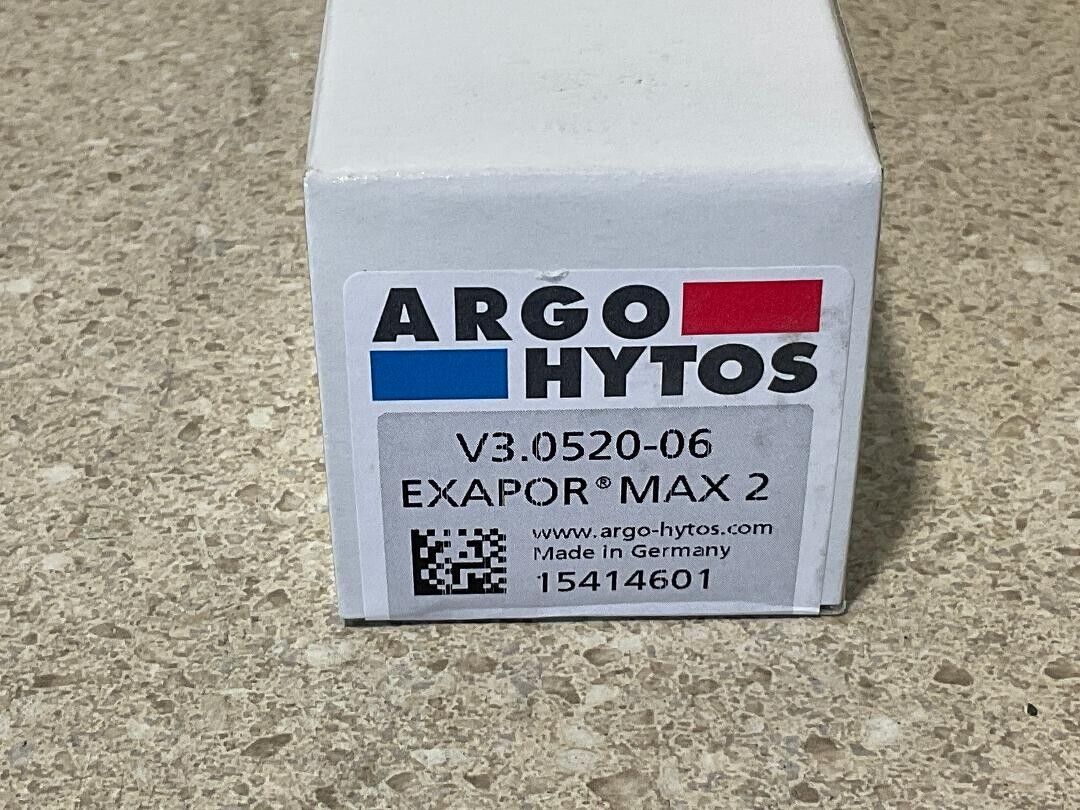 ARGO
HYTOS
V3.0520-06
EXAPOR® MAX 2
www.argo-hytos.com
Made in Germany
15414601